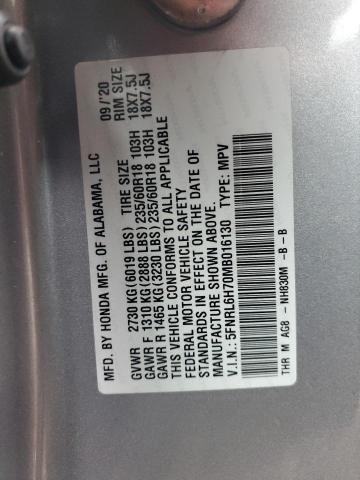 MFD. BY HONDA MFG. OF ALABAMA, LLC 09/'20
TIRE SIZE RIM SIZE
GVWR 2730 KG(6019 LBS)
GAWR F 1310 KG(2888 LBS) 235/60R18 103H 18X7.5J
GAWR R 1465 KG(3230 LBS) 235/60R18 103H 18X7.5J
THIS VEHICLE CONFORMS TO ALL APPLICABLE
FEDERAL MOTOR VEHICLE SAFETY
STANDARDS IN EFFECT ON THE DATE OF
MANUFACTURE SHOWN ABOVE.
V.I.N.: 5FNRL6H70MB016130 TYPE: MPV
THR M AG8 - NH830M -B -B